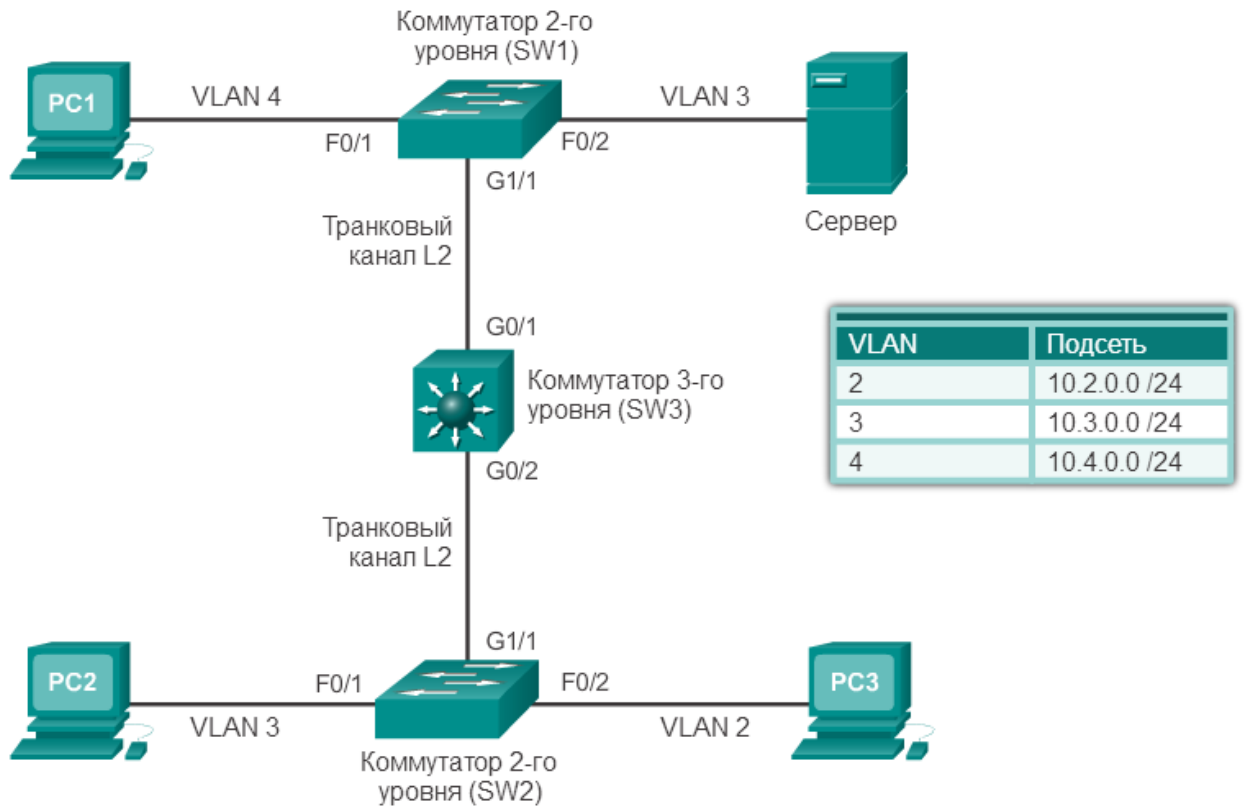 Коммутатор 2-го
уровня (SW1)
PC1
VLAN 4
VLAN 3
F0/1
F0/2
G1/1
Сервер
Транковый
канал L2
G0/1
Коммутатор 3-го
уровня (SW3)
G0/2
VLAN Подсеть
2 10.2.0.0 /24
3 10.3.0.0 /24
4 10.4.0.0 /24
Транковый
канал L2
G1/1
PC2
F0/1
F0/2
PC3
VLAN 3
VLAN 2
Коммутатор 2-го
уровня (SW2)